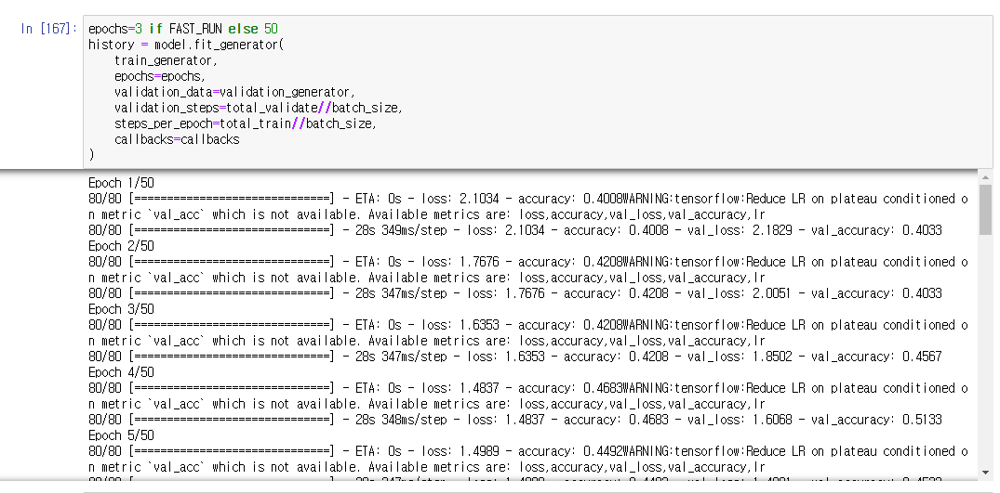 In [167]: epochs=3 if FAST_RUN else 50
history = model.fit_generator(
train_generator,
epochs=epochs,
validation_data=validation_generator,
validation_steps=total_validate//batch_size,
steps_per_epoch=total_train//batch_size,
callbacks=callbacks
)
Epoch 1/50
80/80 [==============================] - ETA: 0s - loss: 2.1034 - accuracy: 0.4008WARNING:tensorflow:Reduce LR on plateau conditioned o
n metric `val_acc` which is not available. Available metrics are: loss,accuracy,val_loss,val_accuracy,lr
80/80 [==============================] - 28s 349ms/step - loss: 2.1034 - accuracy: 0.4008 - val_loss: 2.1829 - val_accuracy: 0.4033
Epoch 2/50
80/80 [==============================] - ETA: 0s - loss: 1.7676 - accuracy: 0.4208WARNING:tensorflow:Reduce LR on plateau conditioned o
n metric `val_acc` which is not available. Available metrics are: loss,accuracy,val_loss,val_accuracy,lr
80/80 [==============================] - 28s 347ms/step - loss: 1.7676 - accuracy: 0.4208 - val_loss: 2.0051 - val_accuracy: 0.4033
Epoch 3/50
80/80 [==============================] - ETA: 0s - loss: 1.6353 - accuracy: 0.4208WARNING:tensorflow:Reduce LR on plateau conditioned o
n metric `val_acc` which is not available. Available metrics are: loss,accuracy,val_loss,val_accuracy,lr
80/80 [==============================] - 28s 347ms/step - loss: 1.6353 - accuracy: 0.4208 - val_loss: 1.8502 - val_accuracy: 0.4567
Epoch 4/50
80/80 [==============================] - ETA: 0s - loss: 1.4837 - accuracy: 0.4683WARNING:tensorflow:Reduce LR on plateau conditioned o
n metric `val_acc` which is not available. Available metrics are: loss,accuracy,val_loss,val_accuracy,lr
80/80 [==============================] - 28s 348ms/step - loss: 1.4837 - accuracy: 0.4683 - val_loss: 1.6068 - val_accuracy: 0.5133
Epoch 5/50
80/80 [==============================] - ETA: 0s - loss: 1.4989 - accuracy: 0.4492WARNING:tensorflow:Reduce LR on plateau conditioned o
n metric `val_acc` which is not available. Available metrics are: loss,accuracy,val_loss,val_accuracy,lr